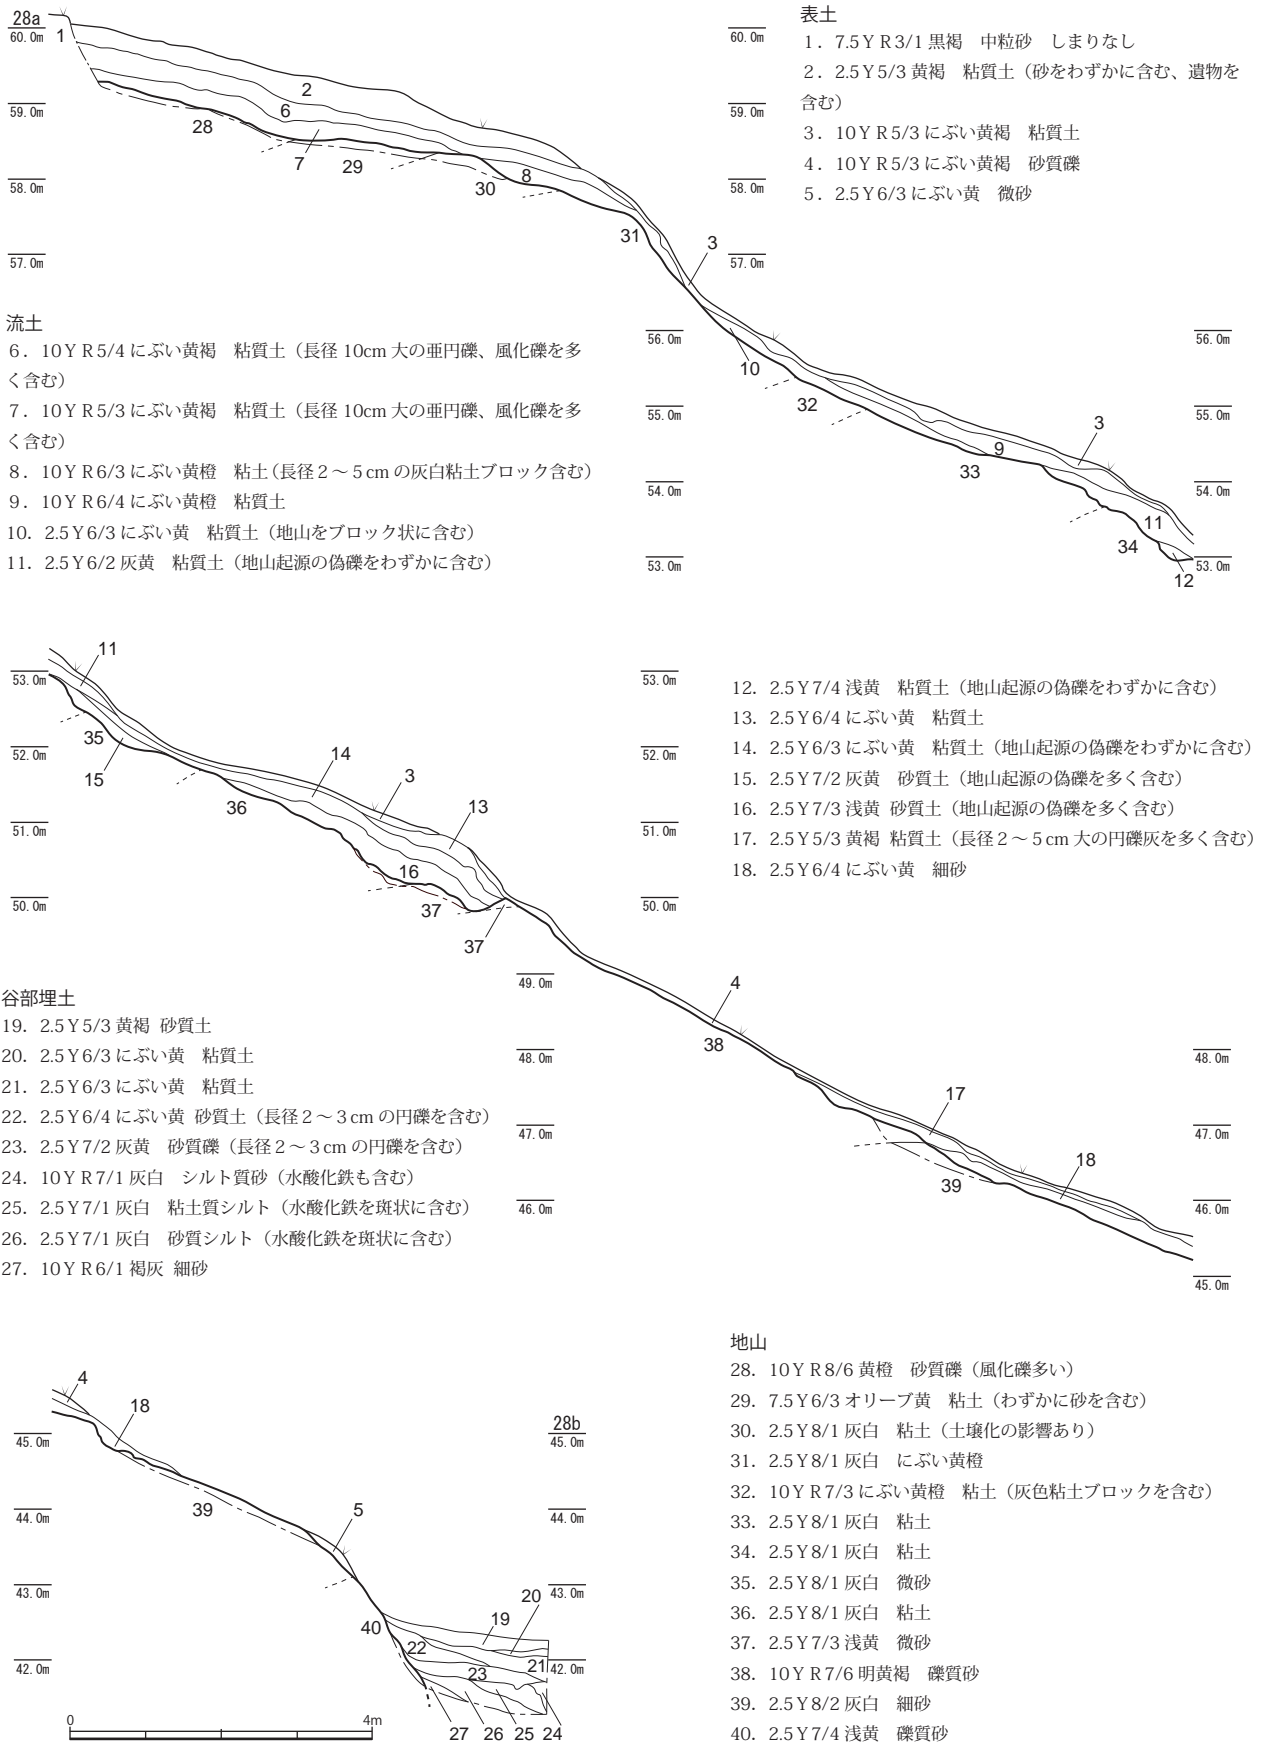 28a
60.0m
1
2
6
59.0m
28
7
29
30
8
58.0m
31
57.0m
3
60.0m
59.0m
58.0m
57.0m
表土
1．7.5ＹＲ3/1 黒褐　中粒砂　しまりなし
2．2.5Ｙ5/3 黄褐　粘質土（砂をわずかに含む、遺物を
含む）
3．10ＹＲ5/3 にぶい黄褐　粘質土
4．10ＹＲ5/3 にぶい黄褐　砂質礫
5．2.5Ｙ6/3 にぶい黄　微砂
流土
6．10ＹＲ5/4 にぶい黄褐　粘質土（長径 10cm 大の亜円礫、風化礫を多
く含む）
7．10ＹＲ5/3 にぶい黄褐　粘質土（長径 10cm 大の亜円礫、風化礫を多
く含む）
8．10ＹＲ6/3 にぶい黄橙　粘土（長径２～５cm の灰白粘土ブロック含む）
9．10ＹＲ6/4 にぶい黄橙　粘質土
10．2.5Ｙ6/3 にぶい黄　粘質土（地山をブロック状に含む）
11．2.5Ｙ6/2 灰黄　粘質土（地山起源の偽礫をわずかに含む）
56.0m
10
32
55.0m
9
33
3
54.0m
11
34
12
53.0m
56.0m
55.0m
54.0m
53.0m
11
53.0m
35
15
52.0m
14
36
3
13
51.0m
16
37
37
50.0m
53.0m
52.0m
51.0m
50.0m
12．2.5Ｙ7/4 浅黄　粘質土（地山起源の偽礫をわずかに含む）
13．2.5Ｙ6/4 にぶい黄　粘質土
14．2.5Ｙ6/3 にぶい黄　粘質土（地山起源の偽礫をわずかに含む）
15．2.5Ｙ7/2 灰黄　砂質土（地山起源の偽礫を多く含む）
16．2.5Ｙ7/3 浅黄 砂質土（地山起源の偽礫を多く含む）
17．2.5Ｙ5/3 黄褐 粘質土（長径２～５cm 大の円礫灰を多く含む）
18．2.5Ｙ6/4 にぶい黄　細砂
谷部埋土
19．2.5Ｙ5/3 黄褐 砂質土
20．2.5Ｙ6/3 にぶい黄　粘質土
21．2.5Ｙ6/3 にぶい黄　粘質土
22．2.5Ｙ6/4 にぶい黄 砂質土（長径２～３cm の円礫を含む）
23．2.5Ｙ7/2 灰黄　砂質礫（長径２～３cm の円礫を含む）
24．10ＹＲ7/1 灰白　シルト質砂（水酸化鉄も含む）
25．2.5Ｙ7/1 灰白　粘土質シルト（水酸化鉄を斑状に含む）
26．2.5Ｙ7/1 灰白　砂質シルト（水酸化鉄を斑状に含む）
27．10ＹＲ6/1 褐灰 細砂
49.0m
48.0m
47.0m
46.0m
4
38
17
39
18
48.0m
47.0m
46.0m
45.0m
4
18
45.0m
39
44.0m
5
43.0m
40
42.0m
19
20
22
23
21
27
26
25
24
28b
45.0m
44.0m
43.0m
42.0m
0
4m
地山
28．10ＹＲ8/6 黄橙　砂質礫（風化礫多い）
29．7.5Ｙ6/3 オリーブ黄　粘土（わずかに砂を含む）
30．2.5Ｙ8/1 灰白　粘土（土壌化の影響あり）
31．2.5Ｙ8/1 灰白　にぶい黄橙
32．10ＹＲ7/3 にぶい黄橙　粘土（灰色粘土ブロックを含む）
33．2.5Ｙ8/1 灰白　粘土
34．2.5Ｙ8/1 灰白　粘土
35．2.5Ｙ8/1 灰白　微砂
36．2.5Ｙ8/1 灰白　粘土
37．2.5Ｙ7/3 浅黄　微砂
38．10ＹＲ7/6 明黄褐　礫質砂
39．2.5Ｙ8/2 灰白　細砂
40．2.5Ｙ7/4 浅黄　礫質砂